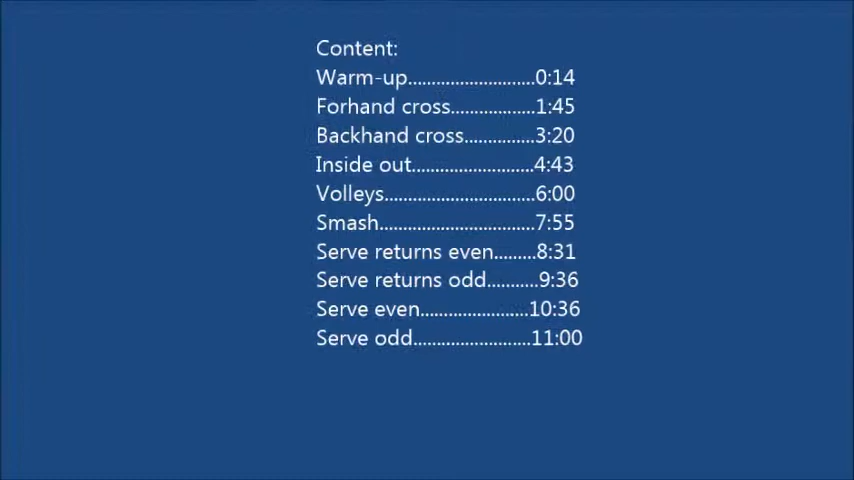 Content:
Warm-up...........................0:14
Forhand cross..................1:45
Backhand cross...............3:20
Inside out..........................4:43
Volleys................................6:00
Smash.................................7:55
Serve returns even.........8:31
Serve returns odd...........9:36
Serve even.......................10:36
Serve odd.........................11:00